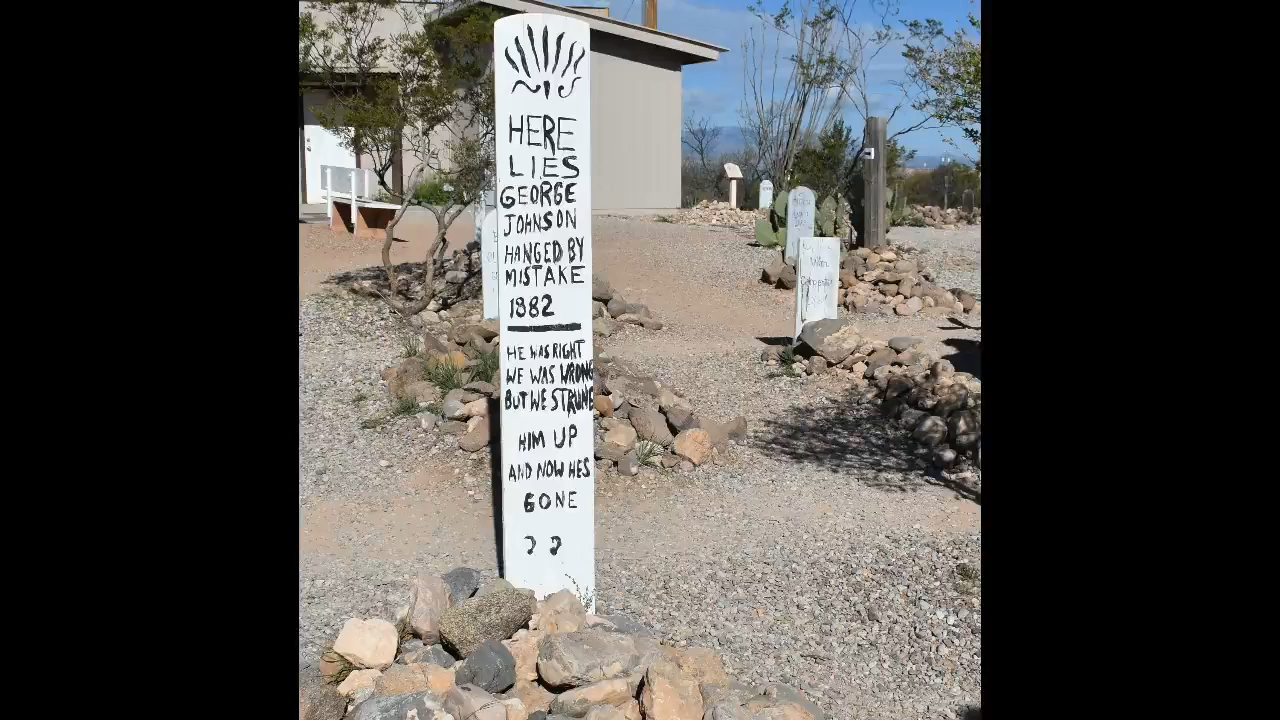 HERE
LIES
GEORGE
JOHNSON
HANGED BY
MISTAKE
1882
HE WAS RIGHT
WE WAS WRONG
BUT WE STRUNG
HIM UP
AND NOW HES
GONE